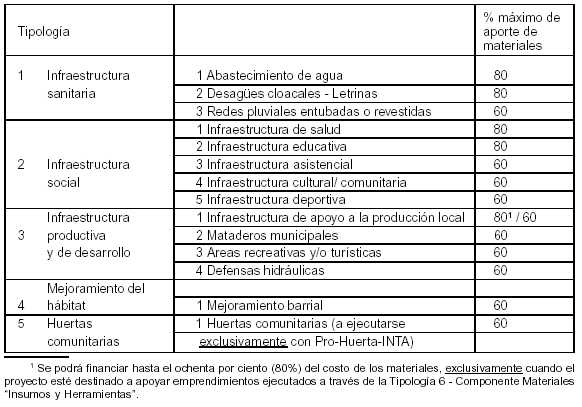 Tipología
% máximo de
aporte de
materiales
1 Infraestructura
sanitaria
1 Abastecimiento de agua 80
2 Desagües cloacales - Letrinas 80
3 Redes pluviales entubadas o revestidas 60
2 Infraestructura
social
1 Infraestructura de salud 80
2 Infraestructura educativa 80
3 Infraestructura asistencial 60
4 Infraestructura cultural/ comunitaria 60
5 Infraestructura deportiva 60
3 Infraestructura
productiva
y de desarrollo
1 Infraestructura de apoyo a la producción local 80¹ / 60
2 Mataderos municipales 60
3 Areas recreativas y/o turísticas 60
4 Defensas hidráulicas 60
4 Mejoramiento del
hábitat
1 Mejoramiento barrial 60
5 Huertas
comunitarias
1 Huertas comunitarias (a ejecutarse 60
exclusivamente con Pro-Huerta-INTA)
¹ Se podrá financiar hasta el ochenta por ciento (80%) del costo de los materiales, exclusivamente cuando el
proyecto esté destinado a apoyar emprendimientos ejecutados a través de la Tipología 6 - Componente Materiales
“Insumos y Herramientas”.